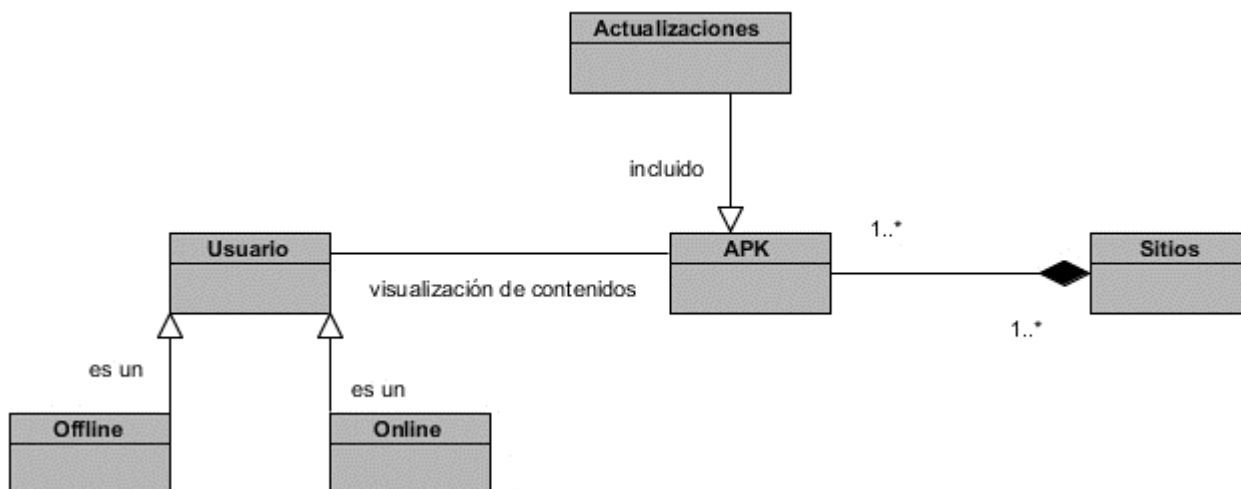 Actualizaciones
incluido
1..*
Usuario
APK
Sitios
visualización de contenidos
1..*
es un
es un
Offline
Online